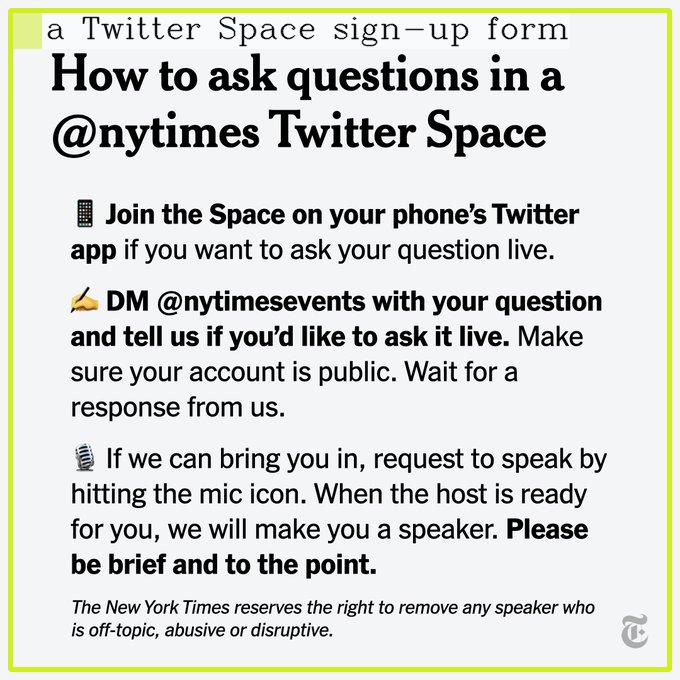 a Twitter Space sign-up form
How to ask questions in a
@nytimes Twitter Space
📱 Join the Space on your phone's Twitter
app if you want to ask your question live.
✍️ DM @nytimesevents with your question
and tell us if you'd like to ask it live. Make
sure your account is public. Wait for a
response from us.
🎙️ If we can bring you in, request to speak by
hitting the mic icon. When the host is ready
for you, we will make you a speaker. Please
be brief and to the point.
The New York Times reserves the right to remove any speaker who
is off-topic, abusive or disruptive.
T